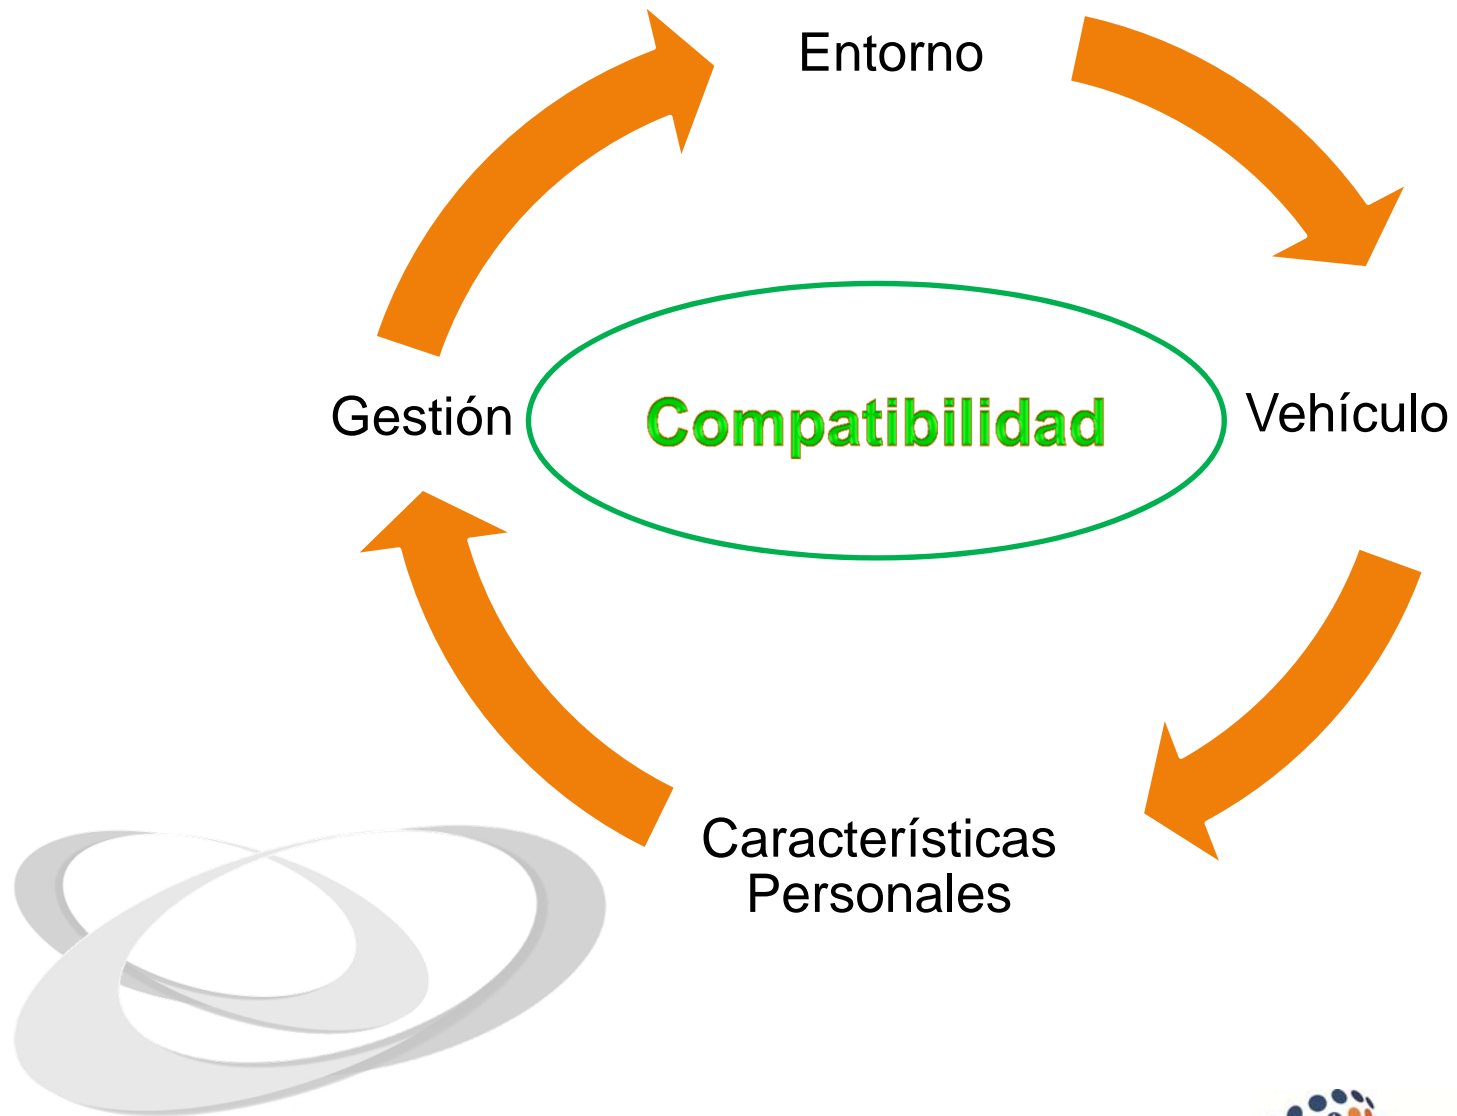 Entorno
Gestión
Compatibilidad
Vehículo
Características
Personales